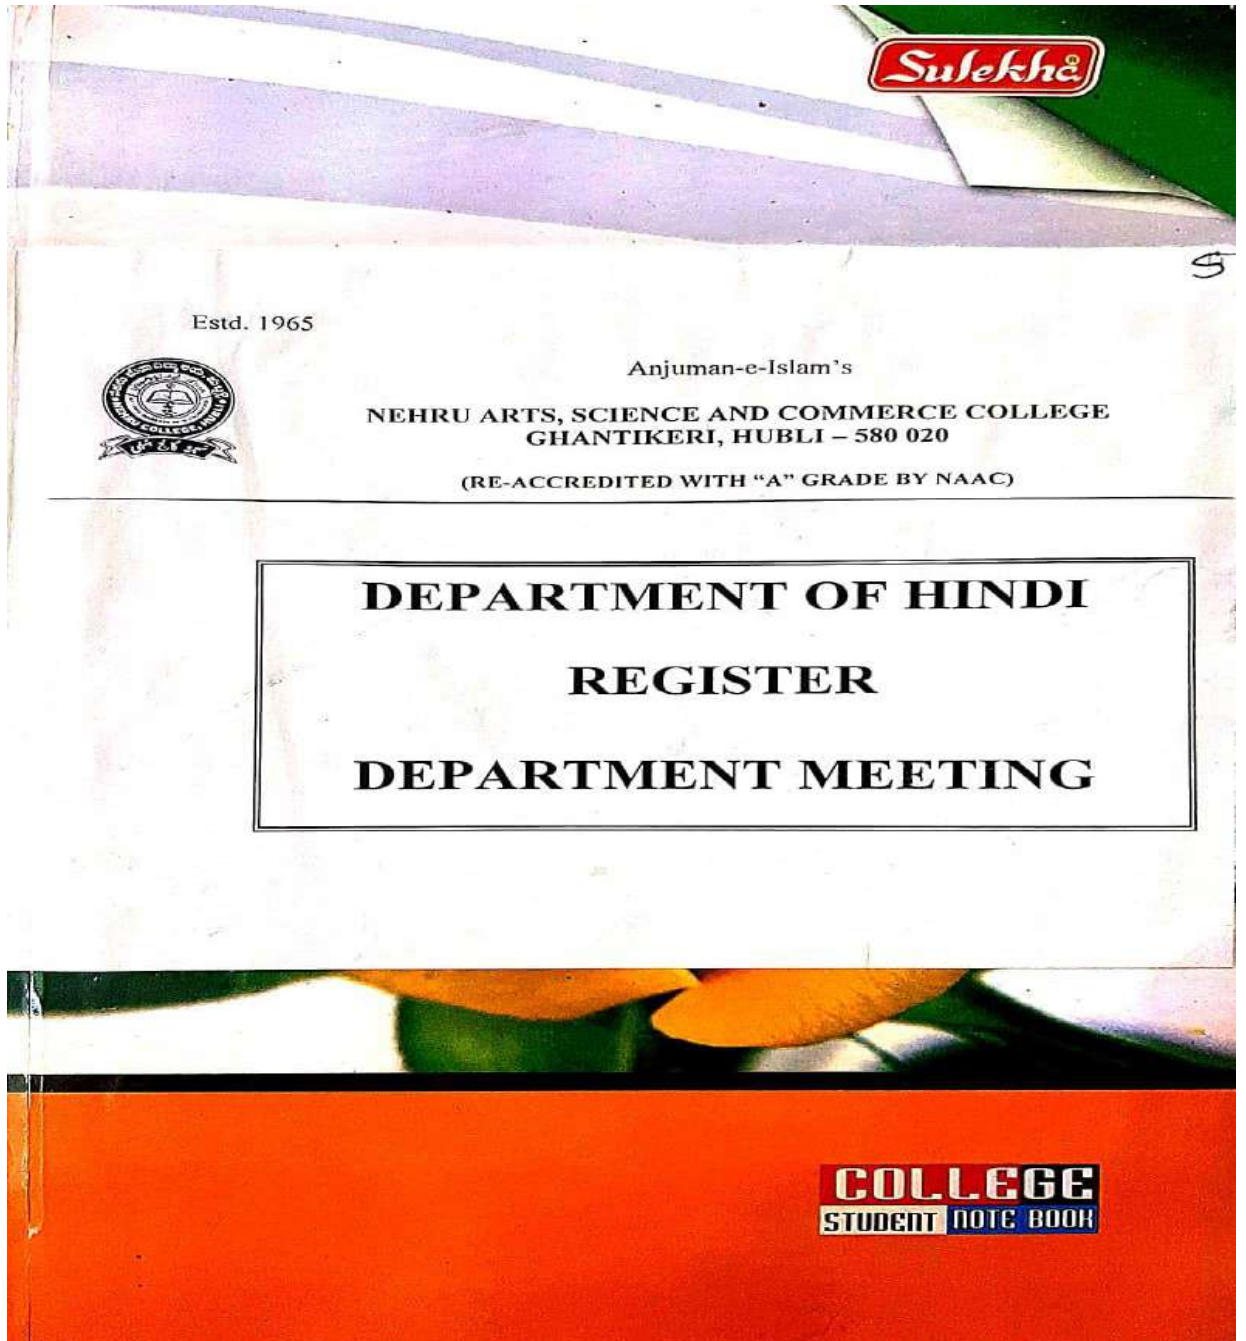 Sulekha
Estd. 1965
Anjuman-e-Islam's
NEHRU ARTS, SCIENCE AND COMMERCE COLLEGE
GHANTIKERI, HUBLI – 580 020
(RE-ACCREDITED WITH “A” GRADE BY NAAC)
DEPARTMENT OF HINDI
REGISTER
DEPARTMENT MEETING
COLLEGE
STUDENT NOTE BOOK